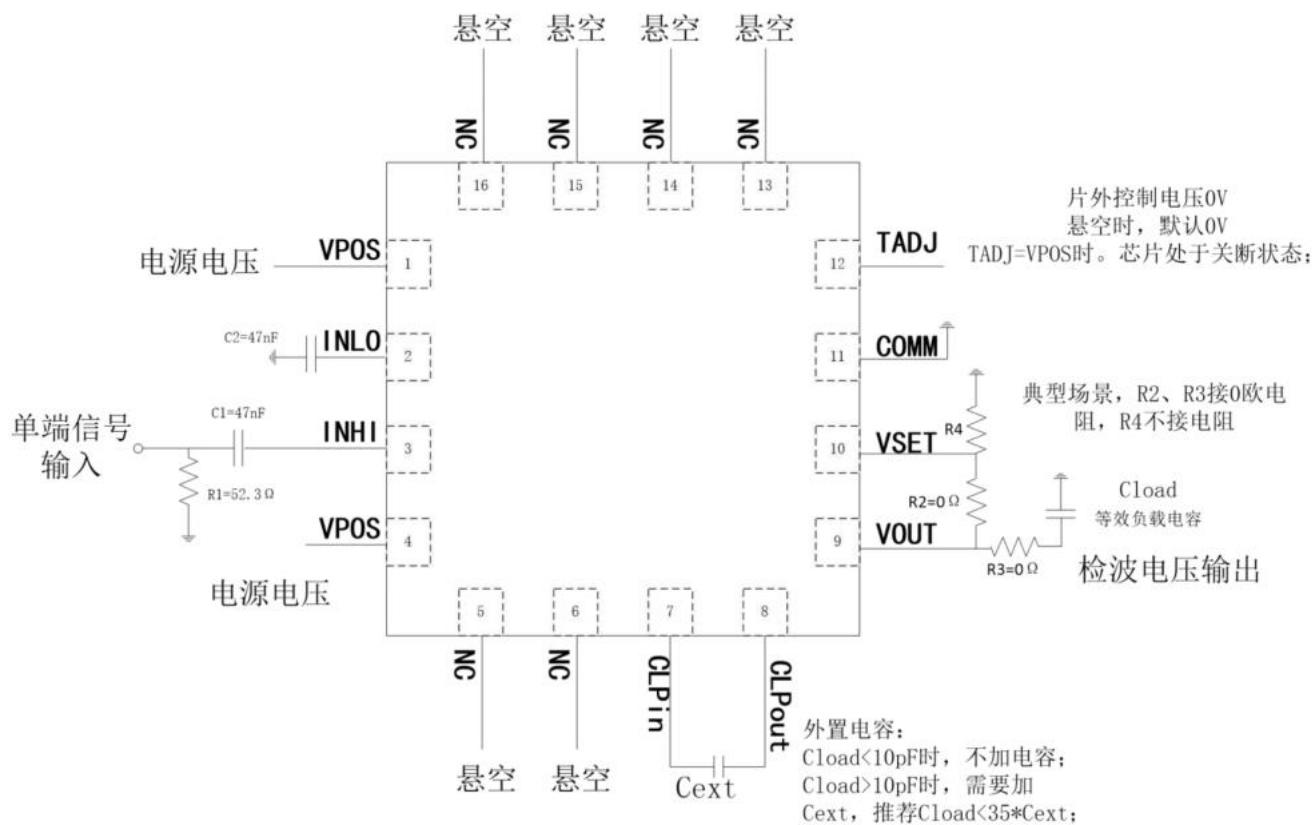 悬空 悬空 悬空 悬空
NC NC NC NC
16 15 14 13
片外控制电压0V
悬空时，默认0V
TADJ=VPOS时。芯片处于关断状态；
电源电压 VPOS 1
12 TADJ
C2=47nF INLO 2
11 COMM
典型场景，R2、R3接0欧电
阻，R4不接电阻
单端信号
输入
C1=47nF INHI 3
R1=52.3Ω
10 VSET R4
R2=0Ω
Cload
等效负载电容
VPOS 4
电源电压
9 VOUT
R3=0Ω
检波电压输出
5 6 7 8
NC NC CLPin CLPout
悬空 悬空 Cext
外置电容：
Cload<10pF时，不加电容；
Cload>10pF时，需要加
Cext，推荐Cload<35*Cext；